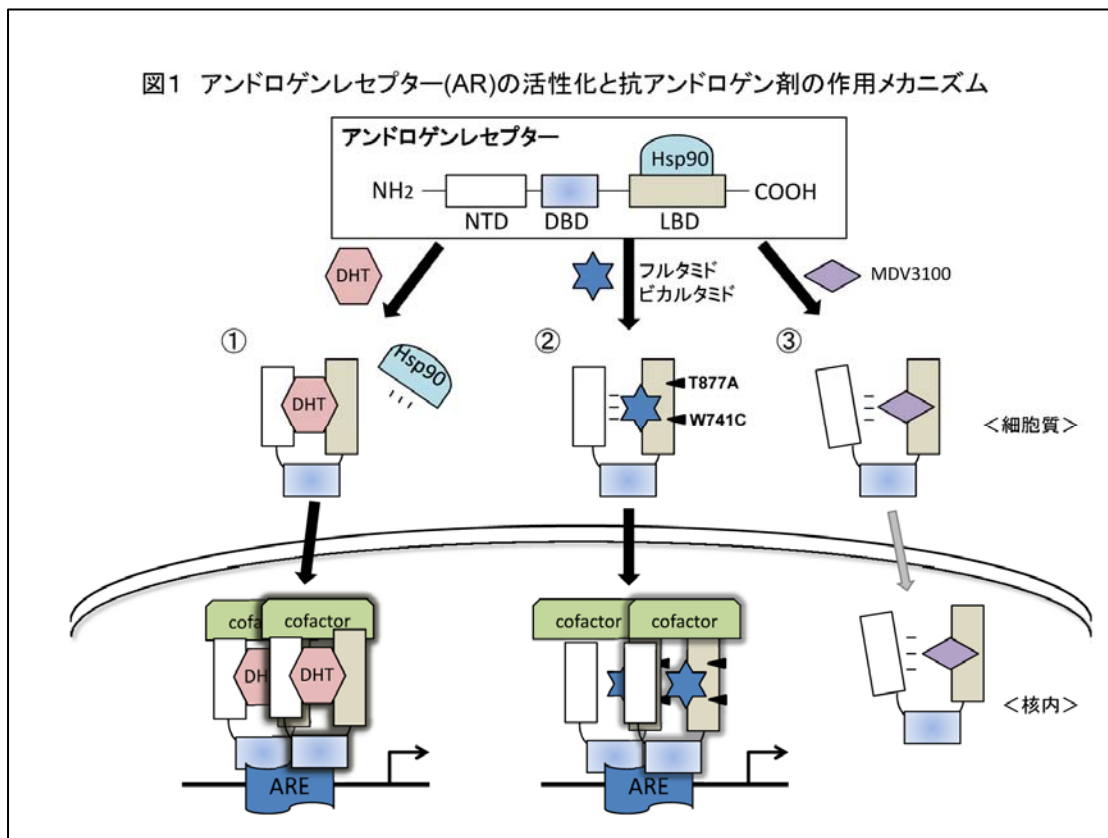 図1 アンドロゲンレセプター(AR)の活性化と抗アンドロゲン剤の作用メカニズム
アンドロゲンレセプター
Hsp90
NH2
COOH
NTD
DBD
LBD
DHT
フルタミド
ビカルタミド
MDV3100
①
Hsp90
②
③
DHT
T877A
W741C
<細胞質>
cofactor
cofactor
cofactor
DHT
<核内>
ARE
ARE